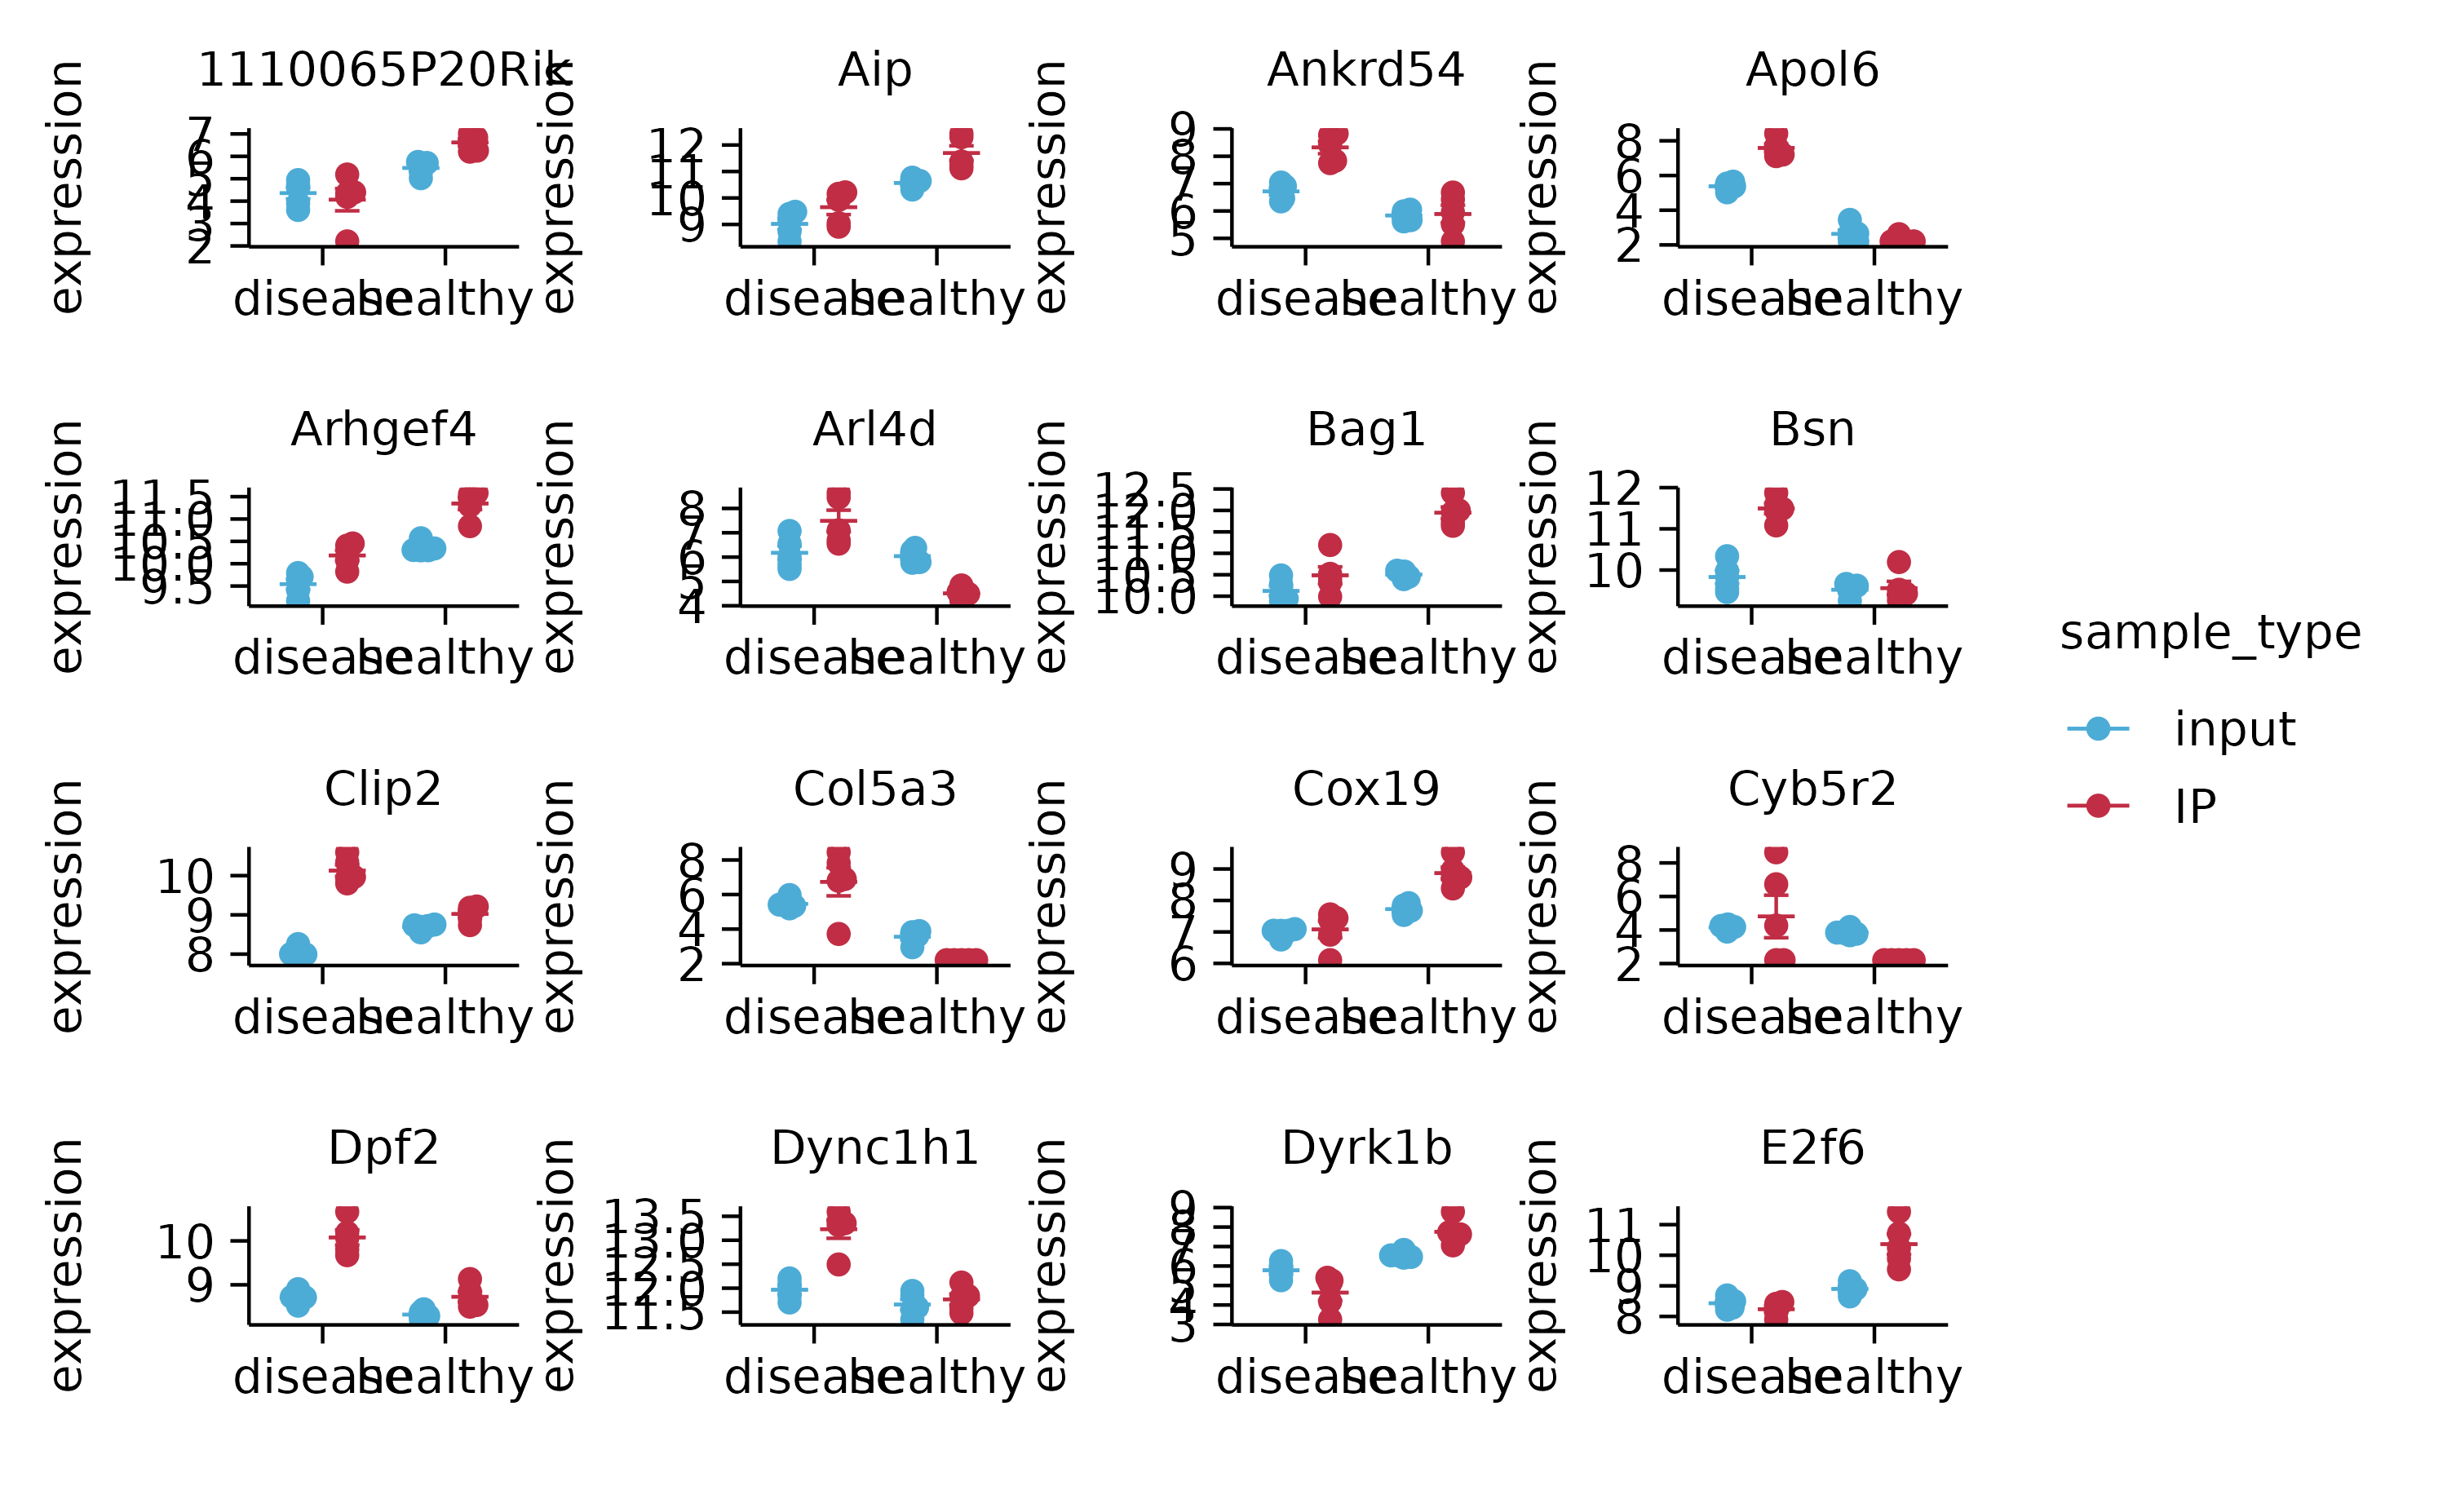 1110065P20Rik
expression
7
6
5
4
3
2
disease healthy
Aip
expression
12
11
10
9
disease healthy
Ankrd54
expression
9
8
7
6
5
disease healthy
Apol6
expression
8
6
4
2
disease healthy
Arhgef4
expression
11.5
11.0
10.5
10.0
9.5
disease healthy
Arl4d
expression
8
7
6
5
4
disease healthy
Bag1
expression
12.5
12.0
11.5
11.0
10.5
10.0
disease healthy
Bsn
expression
12
11
10
disease healthy
sample_type
input
IP
Clip2
expression
10
9
8
disease healthy
Col5a3
expression
8
6
4
2
disease healthy
Cox19
expression
9
8
7
6
disease healthy
Cyb5r2
expression
8
6
4
2
disease healthy
Dpf2
expression
10
9
disease healthy
Dync1h1
expression
13.5
13.0
12.5
12.0
11.5
disease healthy
Dyrk1b
expression
9
8
7
6
5
4
3
disease healthy
E2f6
expression
11
10
9
8
disease healthy